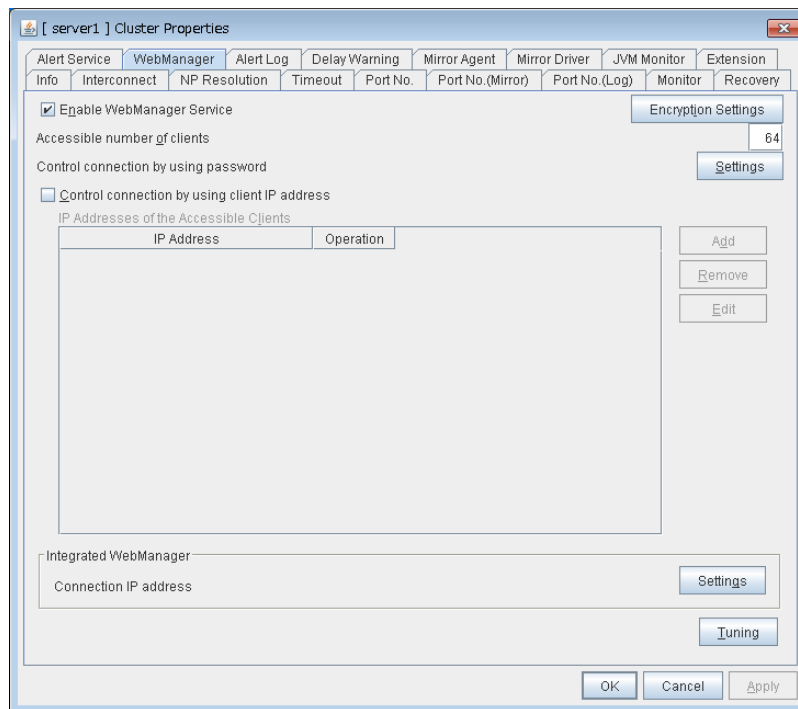 [ server1 ] Cluster Properties
Alert Service WebManager Alert Log Delay Warning Mirror Agent Mirror Driver JVM Monitor Extension
Info Interconnect NP Resolution Timeout Port No. Port No.(Mirror) Port No.(Log) Monitor Recovery
Enable WebManager Service Encryption Settings
Accessible number of clients 64
Control connection by using password Settings
Control connection by using client IP address
IP Addresses of the Accessible Clients
IP Address Operation
Add
Remove
Edit
Integrated WebManager
Connection IP address Settings
Tuning
OK Cancel Apply